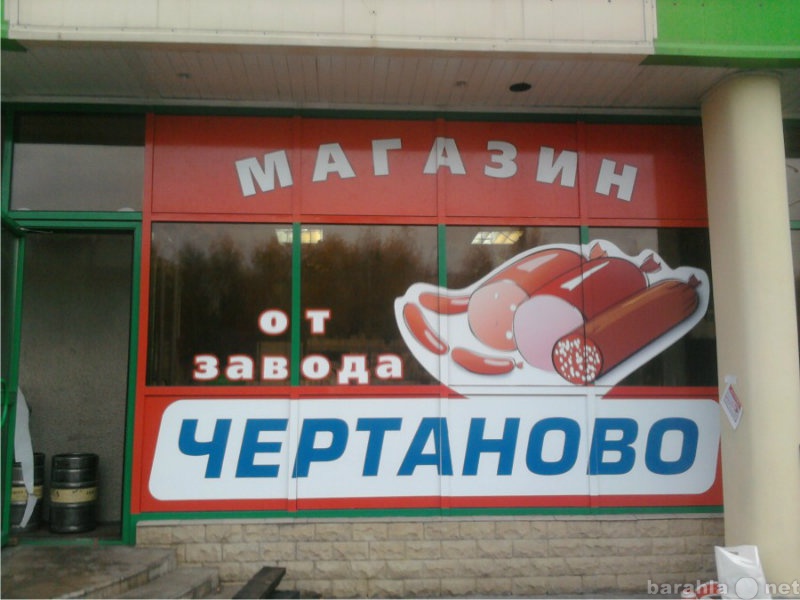 МАГАЗИН
от
завода
ЧЕРТАНОВО
barahla.net